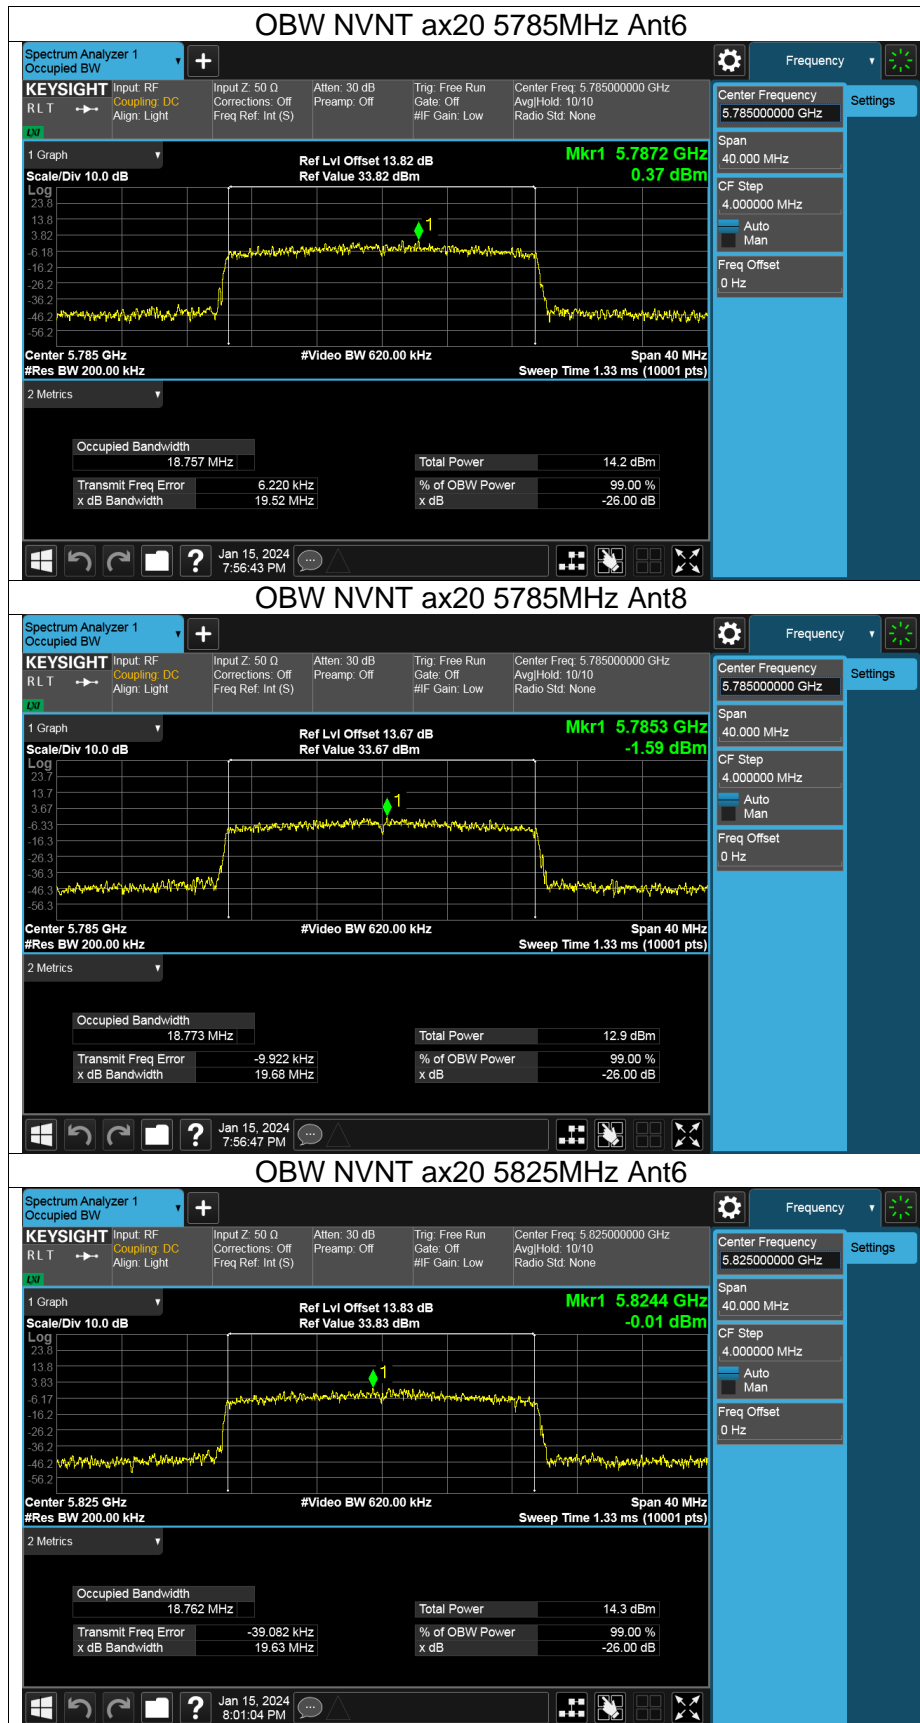 OBW NVNT ax20 5785MHz Ant6
Spectrum Analyzer 1
Occupied BW
+
Frequency
KEYSIGHT
RLT
LXI
Input: RF
Coupling: DC
Align: Light
Input Z: 50 Ω
Corrections: Off
Freq Ref: Int (S)
Atten: 30 dB
Preamp: Off
Trig: Free Run
Gate: Off
#IF Gain: Low
Center Freq: 5.785000000 GHz
Avg|Hold: 10/10
Radio Std: None
Center Frequency
5.785000000 GHz
Settings
Span
40.000 MHz
CF Step
4.000000 MHz
Auto
Man
Freq Offset
0 Hz
1 Graph
Scale/Div 10.0 dB
Ref Lvl Offset 13.82 dB
Ref Value 33.82 dBm
Mkr1 5.7872 GHz
0.37 dBm
Log
23.8
13.8
3.82
-6.18
-16.2
-26.2
-36.2
-46.2
-56.2
1
Center 5.785 GHz
#Res BW 200.00 kHz
#Video BW 620.00 kHz
Span 40 MHz
Sweep Time 1.33 ms (10001 pts)
2 Metrics
Occupied Bandwidth
18.757 MHz
Transmit Freq Error 6.220 kHz
x dB Bandwidth 19.52 MHz
Total Power 14.2 dBm
% of OBW Power 99.00 %
x dB -26.00 dB
?
Jan 15, 2024
7:56:43 PM
OBW NVNT ax20 5785MHz Ant8
Spectrum Analyzer 1
Occupied BW
+
Frequency
KEYSIGHT
RLT
LXI
Input: RF
Coupling: DC
Align: Light
Input Z: 50 Ω
Corrections: Off
Freq Ref: Int (S)
Atten: 30 dB
Preamp: Off
Trig: Free Run
Gate: Off
#IF Gain: Low
Center Freq: 5.785000000 GHz
Avg|Hold: 10/10
Radio Std: None
Center Frequency
5.785000000 GHz
Settings
Span
40.000 MHz
CF Step
4.000000 MHz
Auto
Man
Freq Offset
0 Hz
1 Graph
Scale/Div 10.0 dB
Ref Lvl Offset 13.67 dB
Ref Value 33.67 dBm
Mkr1 5.7853 GHz
-1.59 dBm
Log
23.7
13.7
3.67
-6.33
-16.3
-26.3
-36.3
-46.3
-56.3
1
Center 5.785 GHz
#Res BW 200.00 kHz
#Video BW 620.00 kHz
Span 40 MHz
Sweep Time 1.33 ms (10001 pts)
2 Metrics
Occupied Bandwidth
18.773 MHz
Transmit Freq Error -9.922 kHz
x dB Bandwidth 19.68 MHz
Total Power 12.9 dBm
% of OBW Power 99.00 %
x dB -26.00 dB
?
Jan 15, 2024
7:56:47 PM
OBW NVNT ax20 5825MHz Ant6
Spectrum Analyzer 1
Occupied BW
+
Frequency
KEYSIGHT
RLT
LXI
Input: RF
Coupling: DC
Align: Light
Input Z: 50 Ω
Corrections: Off
Freq Ref: Int (S)
Atten: 30 dB
Preamp: Off
Trig: Free Run
Gate: Off
#IF Gain: Low
Center Freq: 5.825000000 GHz
Avg|Hold: 10/10
Radio Std: None
Center Frequency
5.825000000 GHz
Settings
Span
40.000 MHz
CF Step
4.000000 MHz
Auto
Man
Freq Offset
0 Hz
1 Graph
Scale/Div 10.0 dB
Ref Lvl Offset 13.83 dB
Ref Value 33.83 dBm
Mkr1 5.8244 GHz
-0.01 dBm
Log
23.8
13.8
3.83
-6.17
-16.2
-26.2
-36.2
-46.2
-56.2
1
Center 5.825 GHz
#Res BW 200.00 kHz
#Video BW 620.00 kHz
Span 40 MHz
Sweep Time 1.33 ms (10001 pts)
2 Metrics
Occupied Bandwidth
18.762 MHz
Transmit Freq Error -39.082 kHz
x dB Bandwidth 19.63 MHz
Total Power 14.3 dBm
% of OBW Power 99.00 %
x dB -26.00 dB
?
Jan 15, 2024
8:01:04 PM